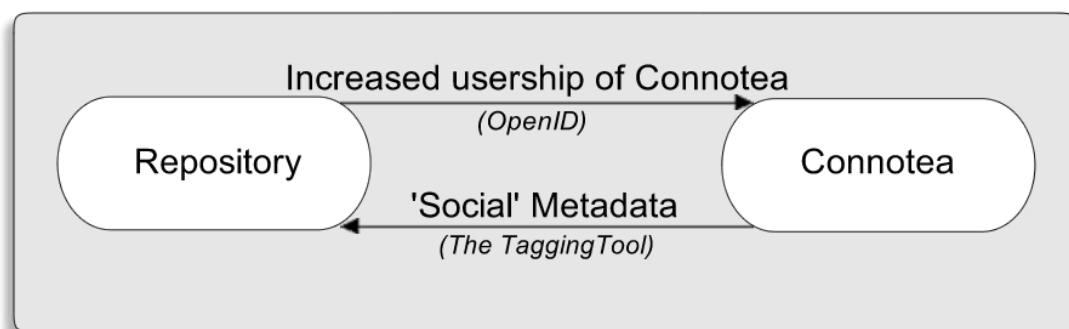 Increased usership of Connotea
(OpenID)
Repository
Connotea
'Social' Metadata
(The TaggingTool)